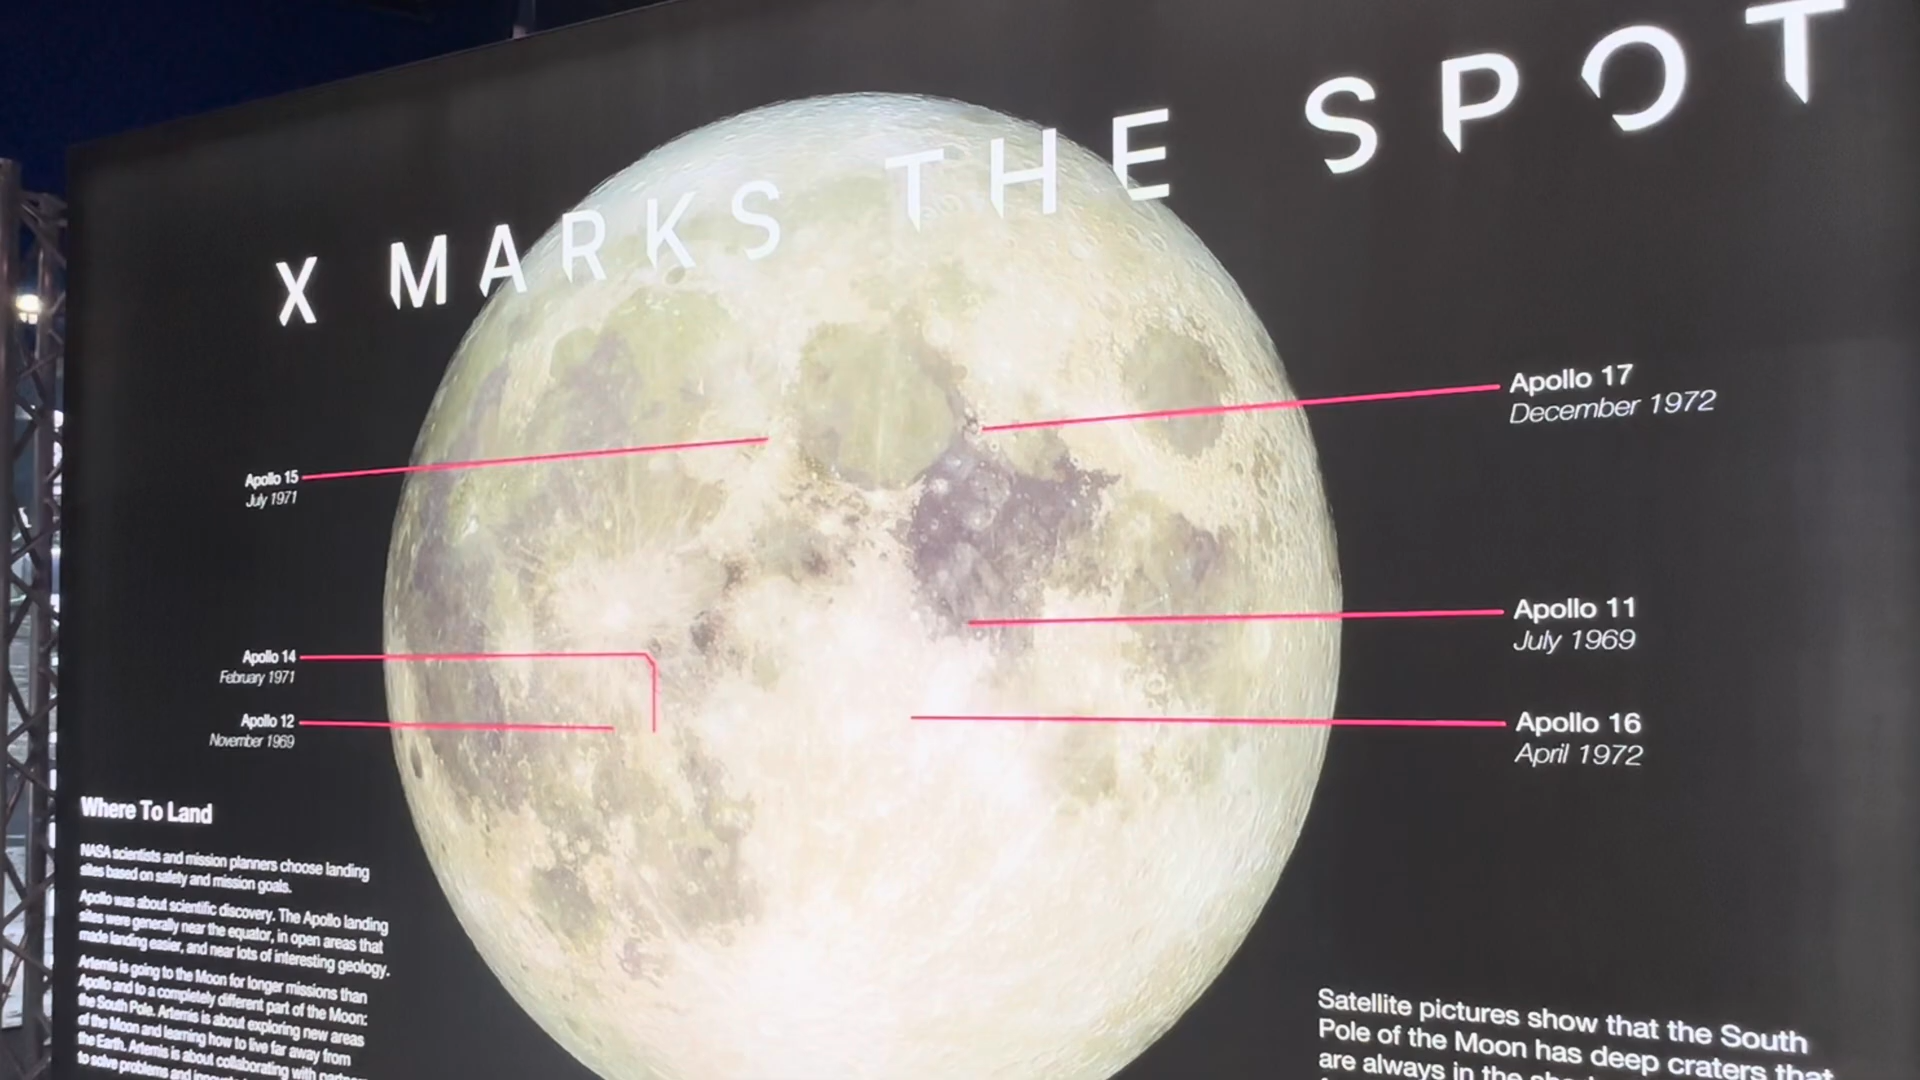 X MARKS THE SPOT
Apollo 17
December 1972
Apollo 15
July 1971
Apollo 11
July 1969
Apollo 14
February 1971
Apollo 16
April 1972
Apollo 12
November 1969
Where To Land
NASA scientists and mission planners choose landing
sites based on safety and mission goals.
Apollo was about scientific discovery. The Apollo landing
sites were generally near the equator, in open areas that
made landing easier, and near lots of interesting geology.
Artemis is going to the Moon for longer missions than
Apollo and to a completely different part of the Moon:
the South Pole. Artemis is about exploring new areas
of the Moon and learning how to live far away from
the Earth. Artemis is about collaborating with
to solve problems and
Satellite pictures show that the South
Pole of the Moon has deep craters that
are always in the